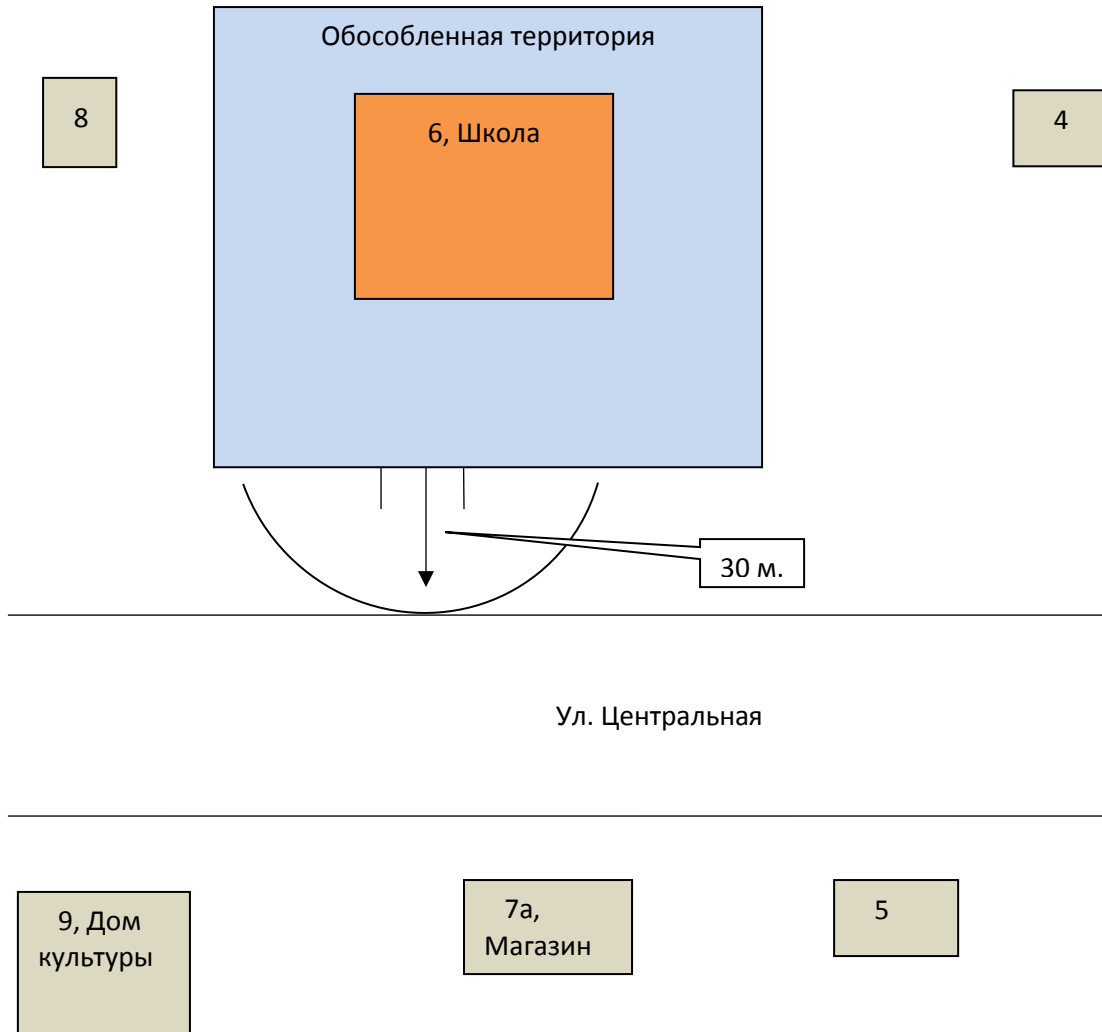 Обособленная территория
8
6, Школа
4
30 м.
Ул. Центральная
9, Дом
культуры
7а,
Магазин
5